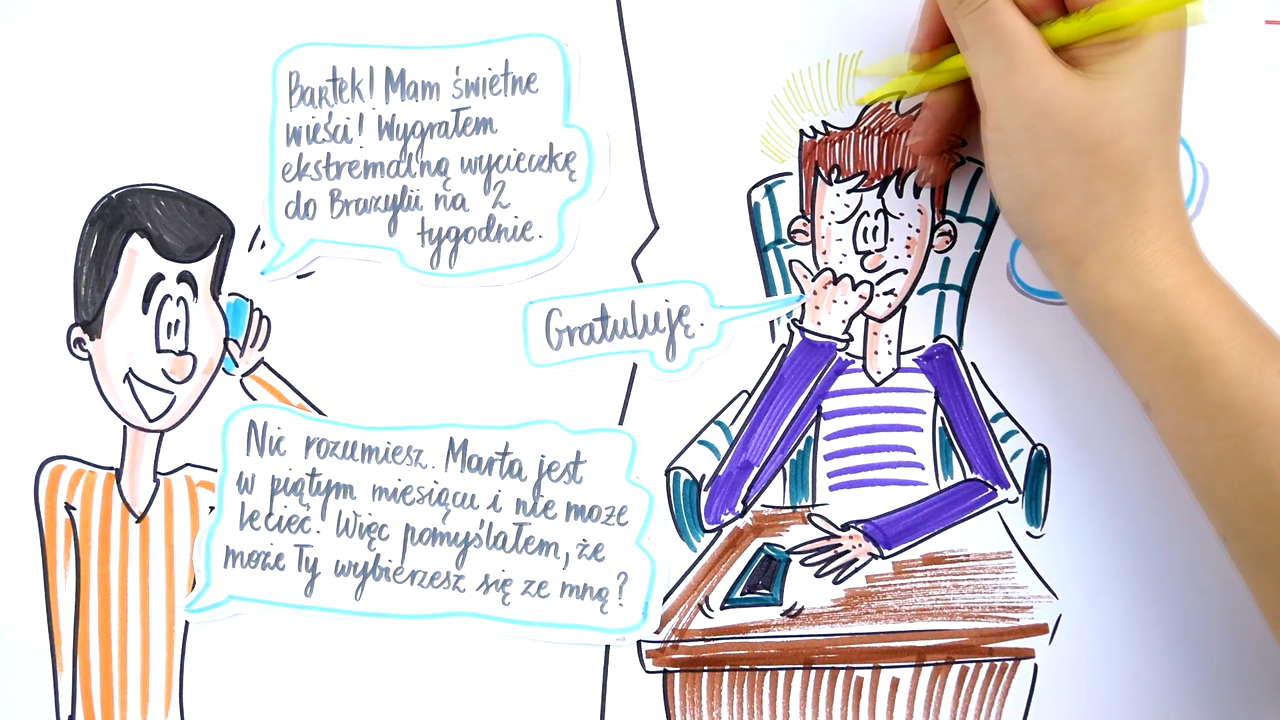 Bartek! Mam świetne
wieści! Wygrałem
ekstremalną wycieczkę
do Brazylii na 2
tygodnie.
Gratuluję.
Nic rozumiesz. Marta jest
w piątym miesiącu i nie może
lecieć. Więc pomyślałem, że
może Ty wybierzesz się ze mną?